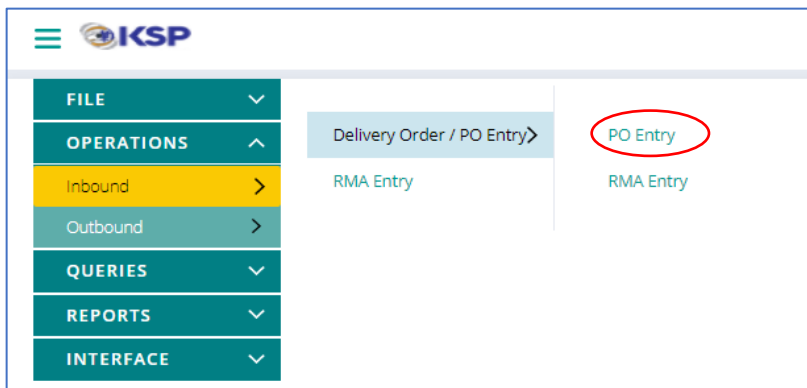 KSP
FILE
OPERATIONS
Inbound
Outbound
QUERIES
REPORTS
INTERFACE
Delivery Order / PO Entry
RMA Entry
PO Entry
RMA Entry